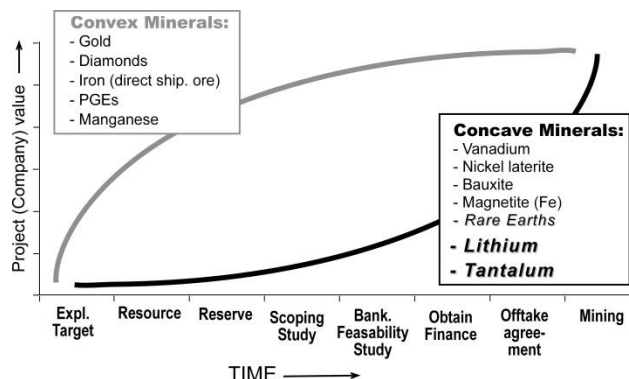 Convex Minerals:
- Gold
- Diamonds
- Iron (direct ship. ore)
- PGEs
- Manganese
Project (Company) value
Concave Minerals:
- Vanadium
- Nickel laterite
- Bauxite
- Magnetite (Fe)
- Rare Earths
- Lithium
- Tantalum
Expl.
Target
Resource
Reserve
Scoping
Study
Bank.
Feasability
Study
Obtain
Finance
Offtake
agree-
ment
Mining
TIME